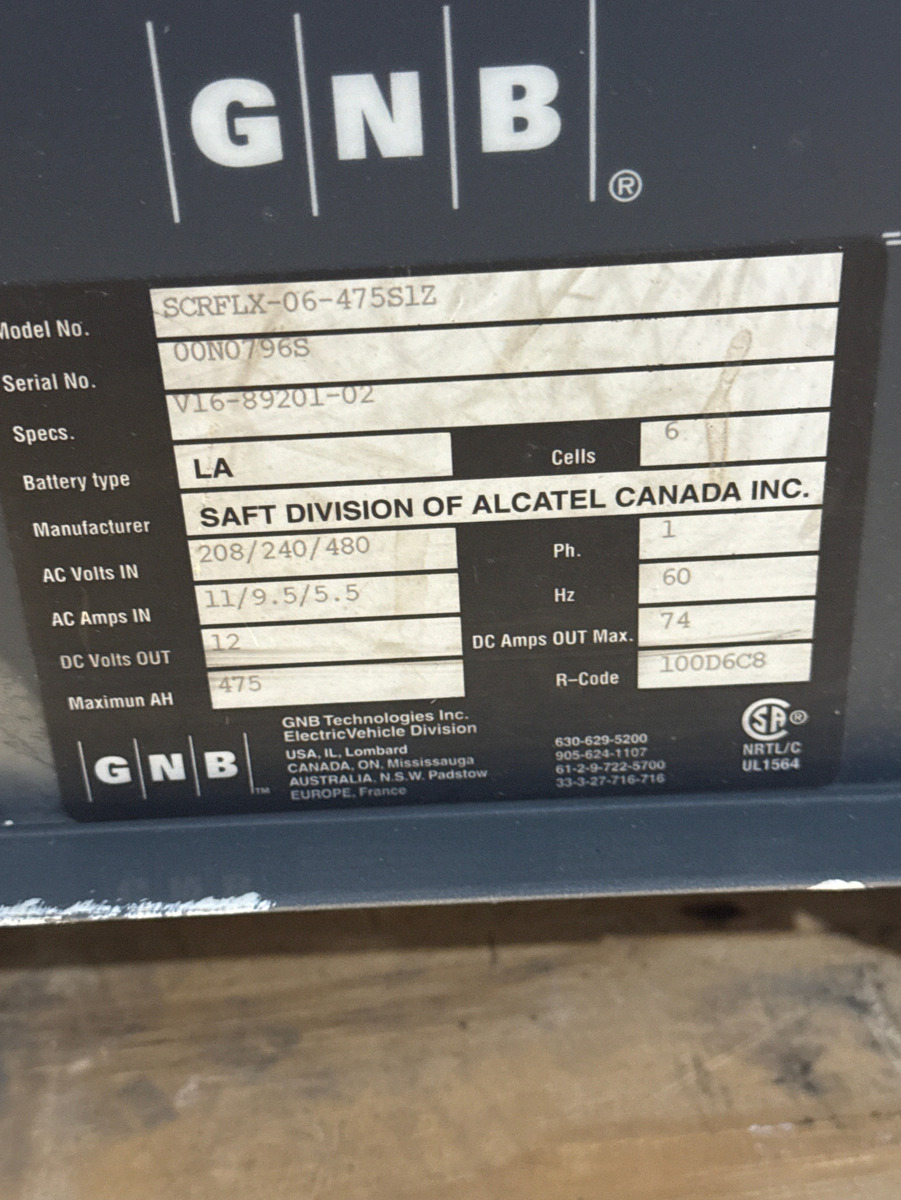 GNB®
Model No. SCRFLX-06-475S1Z
Serial No. 00N0796S
Specs. V16-89201-02
Battery type LA Cells 6
Manufacturer SAFT DIVISION OF ALCATEL CANADA INC.
AC Volts IN 208/240/480 Ph. 1
AC Amps IN 11/9.5/5.5 Hz 60
DC Volts OUT 12 DC Amps OUT Max. 74
Maximun AH 475 R-Code 100D6C8
GNB™
GNB Technologies Inc.
ElectricVehicle Division
USA, IL, Lombard 630-629-5200
CANADA, ON, Mississauga 905-624-1107
AUSTRALIA, N.S.W. Padstow 61-2-9-722-5700
EUROPE, France 33-3-27-716-716
SA®
NRTL/C
UL1564